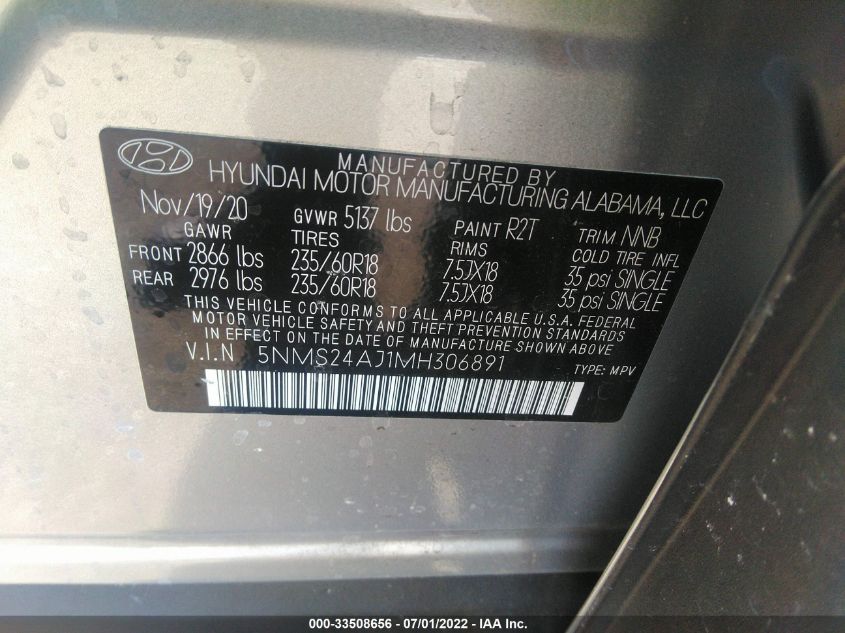 MANUFACTURED BY
HYUNDAI MOTOR MANUFACTURING ALABAMA, LLC
Nov/19/20 GVWR 5137 lbs PAINT R2T TRIM NNB
GAWR TIRES RIMS COLD TIRE INFL
FRONT 2866 lbs 235/60R18 7.5JX18 35 psi SINGLE
REAR 2976 lbs 235/60R18 7.5JX18 35 psi SINGLE
THIS VEHICLE CONFORMS TO ALL APPLICABLE U.S.A. FEDERAL
MOTOR VEHICLE SAFETY AND THEFT PREVENTION STANDARDS
IN EFFECT ON THE DATE OF MANUFACTURE SHOWN ABOVE
V.I.N 5NMS24AJ1MH306891 TYPE: MPV
C
000-33508656 / 07/01/2022 - IAA Inc.